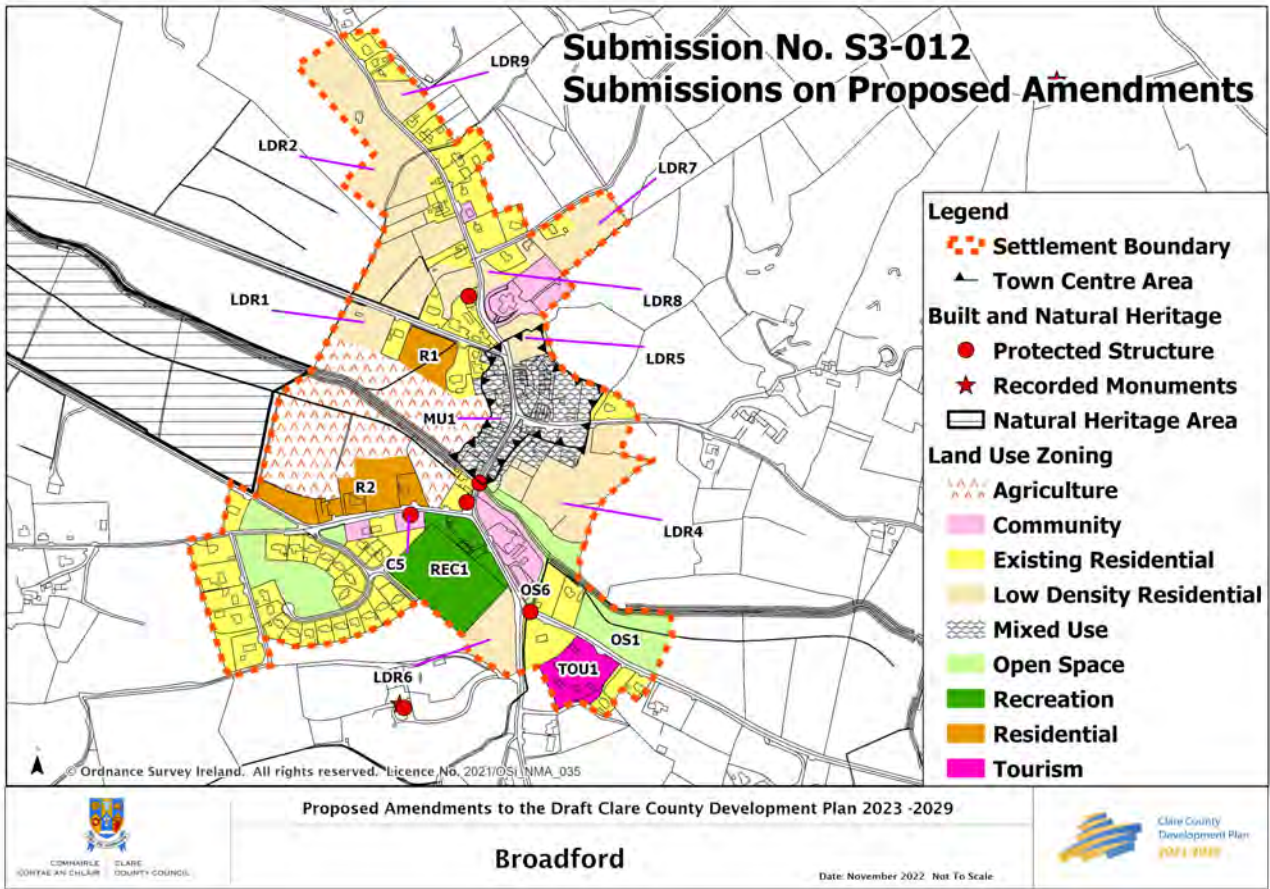 Submission No. S3-012
Submissions on Proposed Amendments
LDR9
LDR2
LDR7
LDR1
LDR8
LDR5
R1
MU1
R2
LDR4
C5
REC1
OS6
OS1
TOU1
LDR6
Legend
Settlement Boundary
Town Centre Area
Built and Natural Heritage
Protected Structure
Recorded Monuments
Natural Heritage Area
Land Use Zoning
Agriculture
Community
Existing Residential
Low Density Residential
Mixed Use
Open Space
Recreation
Residential
Tourism
© Ordnance Survey Ireland. All rights reserved. Licence No. 2021/OSi_NMA_035
Proposed Amendments to the Draft Clare County Development Plan 2023 -2029
Broadford
Date: November 2022 Not To Scale
COMHAIRLE CONTAE AN CHLÁIR
CLARE COUNTY COUNCIL
Clare County
Development Plan